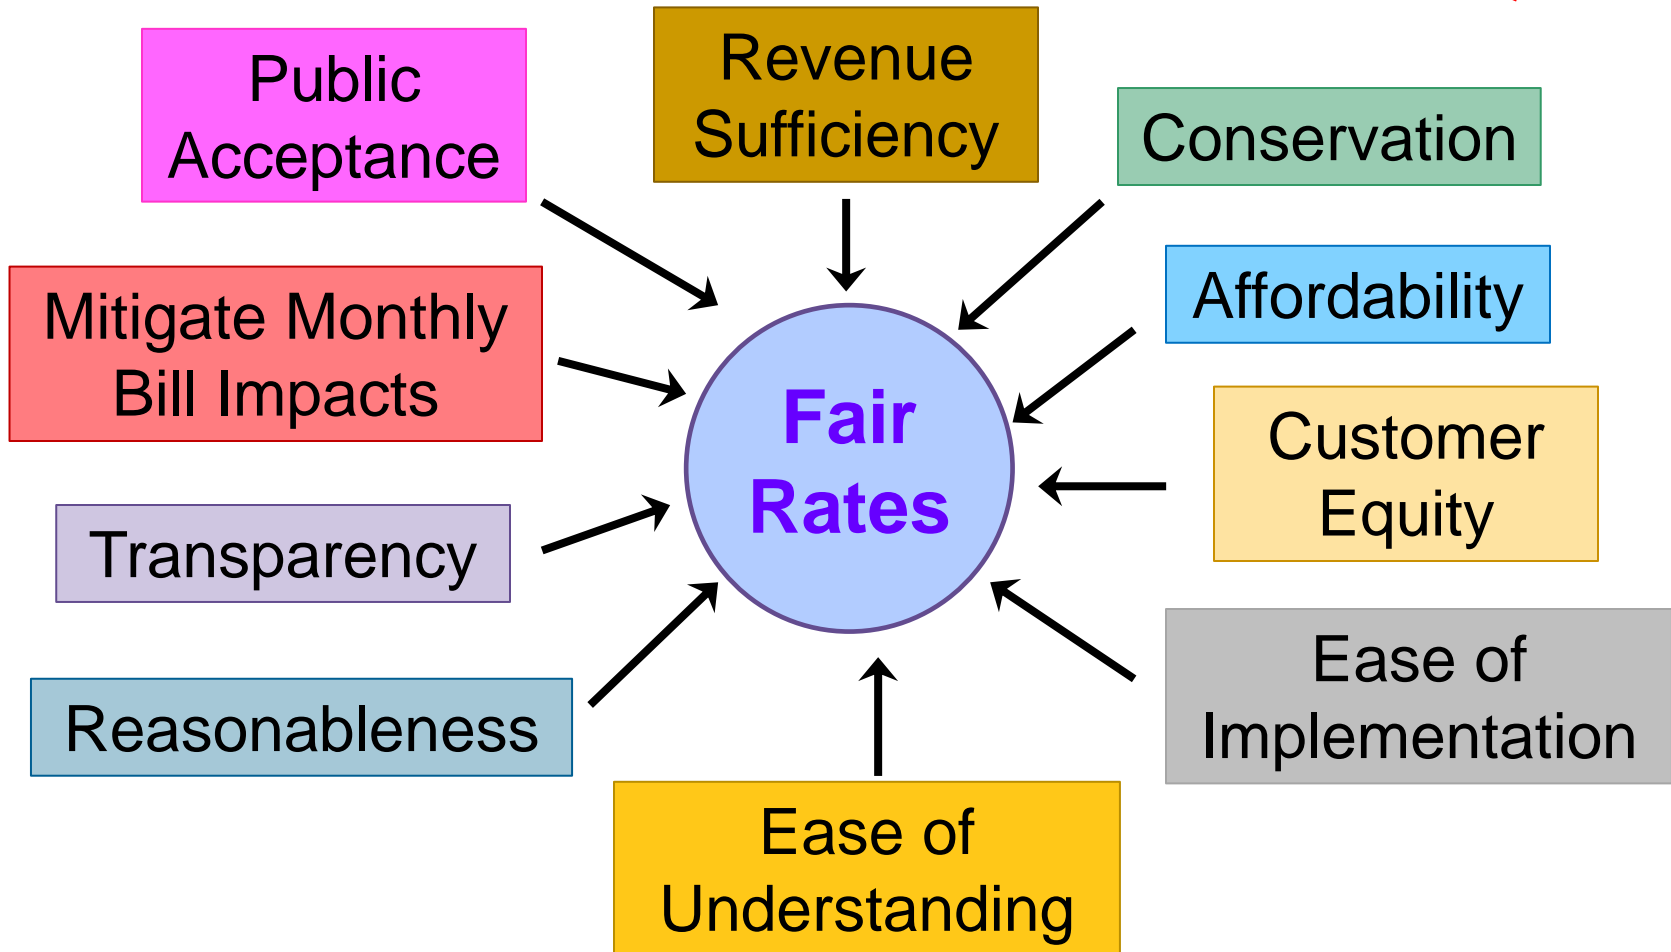 Public
Acceptance
Revenue
Sufficiency
Conservation
Mitigate Monthly
Bill Impacts
Affordability
Fair
Rates
Customer
Equity
Transparency
Ease of
Implementation
Reasonableness
Ease of
Understanding